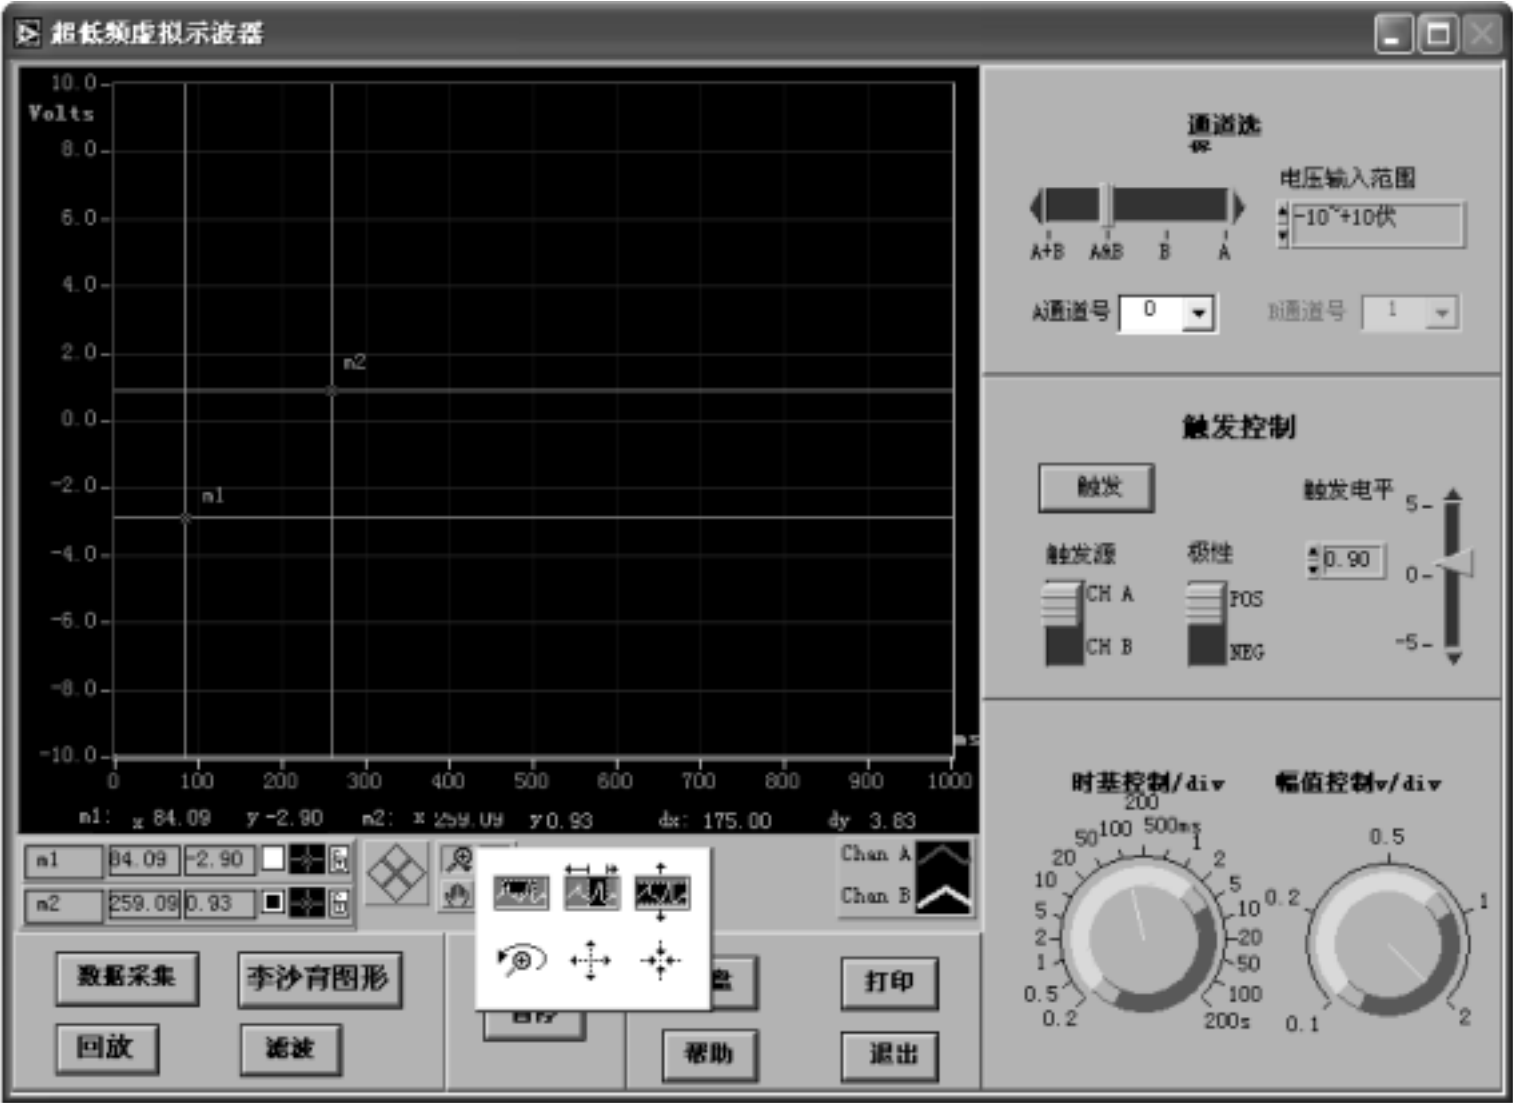 超低频虚拟示波器
10.0
Volts
8.0
6.0
4.0
2.0
0.0
-2.0
-4.0
-6.0
-8.0
-10.0
m2
m1
ms
0 100 200 300 400 500 600 700 800 900 1000
m1: x 84.09 y -2.90 m2: x 259.09 y 0.93 dx: 175.00 dy 3.83
m1 84.09 -2.90
m2 259.09 0.93
Chan A
Chan B
数据采集 李沙育图形
盘 打印
回放 滤波
帮助 退出
通道选
电压输入范围
-10~+10伏
A+B A&B B A
A通道号 0 B通道号 1
触发控制
触发
触发电平
5
0.90
0
-5
触发源 极性
CH A POS
CH B NEG
时基控制/div
0.2 0.5 1 2 5 10 20 50 100 200 500ms 1 2 5 10 20 50 100 200s
幅值控制v/div
0.1 0.2 0.5 1 2